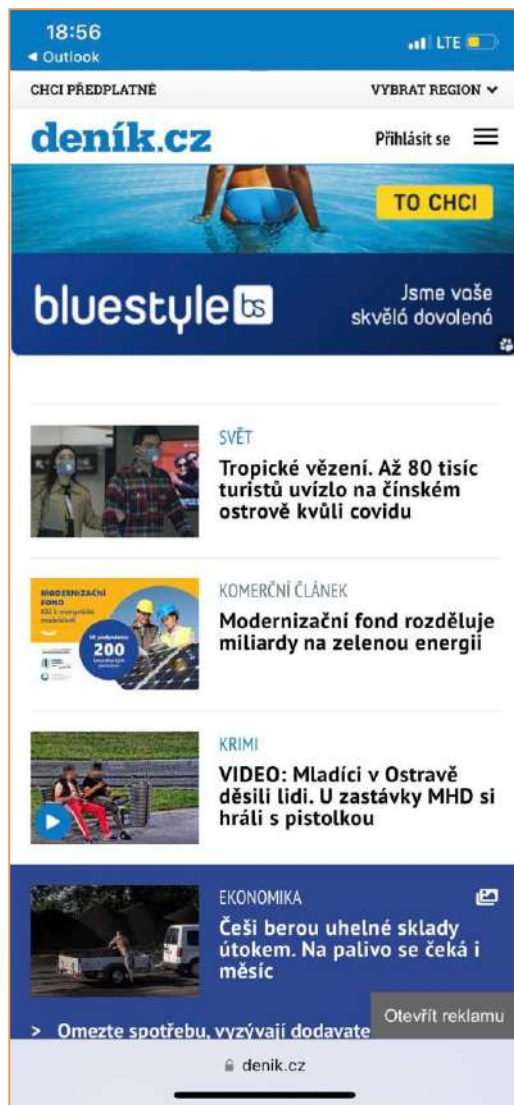 18:56
LTE
◀ Outlook
CHCI PŘEDPLATNÉ
VYBRAT REGION
deník.cz
Přihlásit se
TO CHCI
bluestyle bs
Jsme vaše
skvělá dovolená
SVĚT
Tropické vězení. Až 80 tisíc
turistů uvízlo na čínském
ostrově kvůli covidu
MODERNIZAČNÍ
FOND
200
KOMERČNÍ ČLÁNEK
Modernizační fond rozděluje
miliardy na zelenou energii
KRIMI
VIDEO: Mladíci v Ostravě
děsili lidi. U zastávky MHD si
hráli s pistolkou
EKONOMIKA
Češi berou uhelné sklady
útokem. Na palivo se čeká i
měsíc
> Omezte spotřebu, vyzývají dodavate
Otevřít reklamu
denik.cz